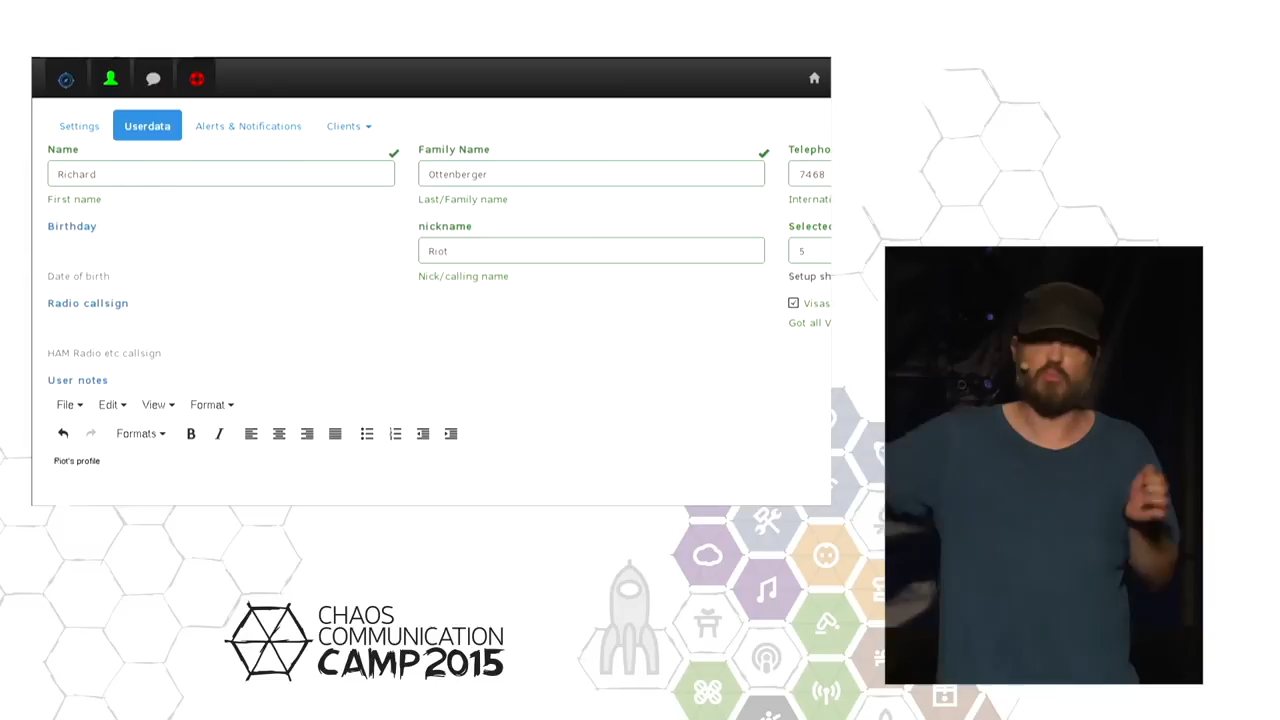 Settings Userdata Alerts & Notifications Clients
Name Family Name Telepho
Richard Ottenberger 7468
First name Last/Family name Internati
Birthday nickname Selected
Riot 5
Date of birth Nick/calling name Setup sh
Radio callsign Visas
Got all V
HAM Radio etc callsign
User notes
File Edit View Format
Formats B I
Riot's profile
CHAOS
COMMUNICATION
CAMP 2015